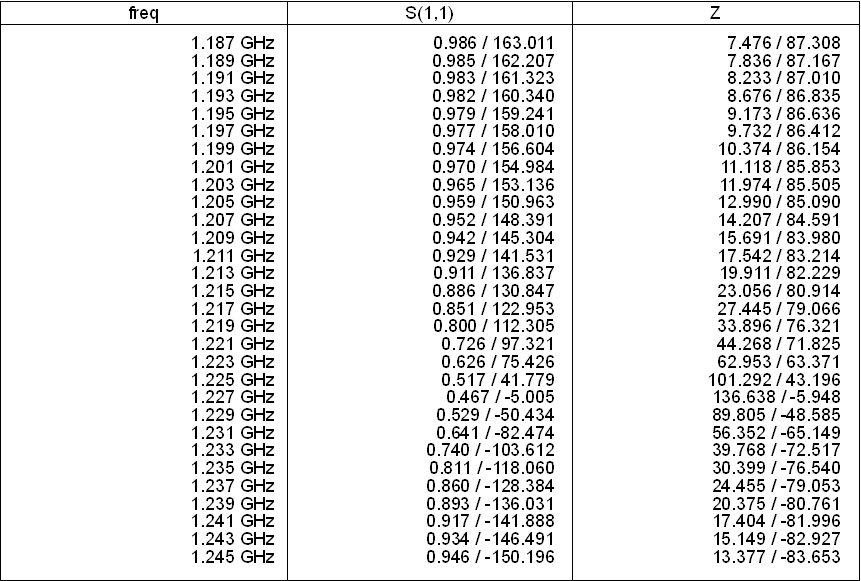 freq S(1,1) Z
1.187 GHz 0.986 / 163.011 7.476 / 87.308
1.189 GHz 0.985 / 162.207 7.836 / 87.167
1.191 GHz 0.983 / 161.323 8.233 / 87.010
1.193 GHz 0.982 / 160.340 8.676 / 86.835
1.195 GHz 0.979 / 159.241 9.173 / 86.636
1.197 GHz 0.977 / 158.010 9.732 / 86.412
1.199 GHz 0.974 / 156.604 10.374 / 86.154
1.201 GHz 0.970 / 154.984 11.118 / 85.853
1.203 GHz 0.965 / 153.136 11.974 / 85.505
1.205 GHz 0.959 / 150.963 12.990 / 85.090
1.207 GHz 0.952 / 148.391 14.207 / 84.591
1.209 GHz 0.942 / 145.304 15.691 / 83.980
1.211 GHz 0.929 / 141.531 17.542 / 83.214
1.213 GHz 0.911 / 136.837 19.911 / 82.229
1.215 GHz 0.886 / 130.847 23.056 / 80.914
1.217 GHz 0.851 / 122.953 27.445 / 79.066
1.219 GHz 0.800 / 112.305 33.896 / 76.321
1.221 GHz 0.726 / 97.321 44.268 / 71.825
1.223 GHz 0.626 / 75.426 62.953 / 63.371
1.225 GHz 0.517 / 41.779 101.292 / 43.196
1.227 GHz 0.467 / -5.005 136.638 / -5.948
1.229 GHz 0.529 / -50.434 89.805 / -48.585
1.231 GHz 0.641 / -82.474 56.352 / -65.149
1.233 GHz 0.740 / -103.612 39.768 / -72.517
1.235 GHz 0.811 / -118.060 30.399 / -76.540
1.237 GHz 0.860 / -128.384 24.455 / -79.053
1.239 GHz 0.893 / -136.031 20.375 / -80.761
1.241 GHz 0.917 / -141.888 17.404 / -81.996
1.243 GHz 0.934 / -146.491 15.149 / -82.927
1.245 GHz 0.946 / -150.196 13.377 / -83.653